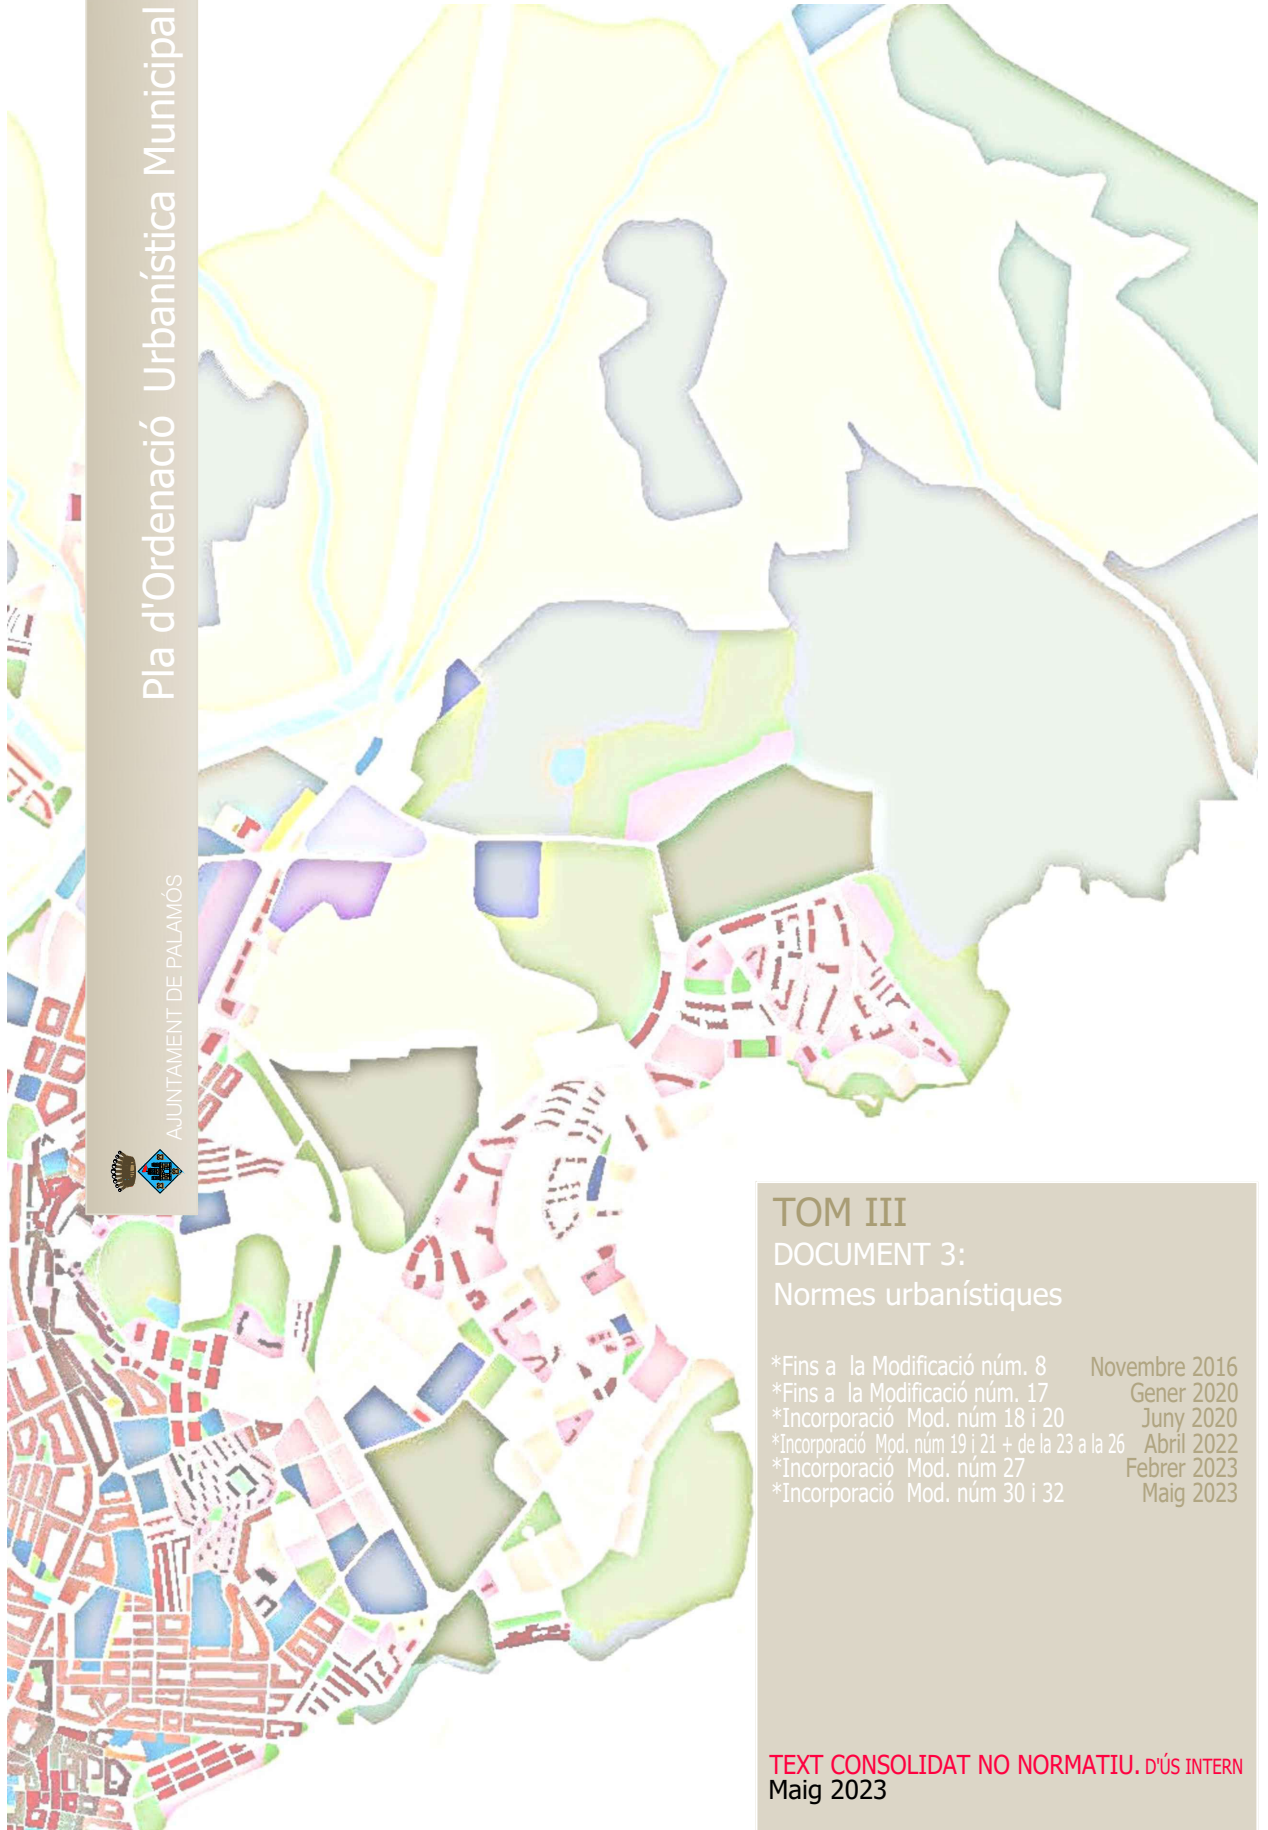 Pla d'Ordenació Urbanística Municipal
AJUNTAMENT DE PALAMÓS
TOM III
DOCUMENT 3:
Normes urbanístiques
*Fins a la Modificació núm. 8 Novembre 2016
*Fins a la Modificació núm. 17 Gener 2020
*Incorporació Mod. núm 18 i 20 Juny 2020
*Incorporació Mod. núm 19 i 21 + de la 23 a la 26 Abril 2022
*Incórporació Mod. núm 27 Febrer 2023
*Incorporació Mod. núm 30 i 32 Maig 2023
TEXT CONSOLIDAT NO NORMATIU. D'ÚS INTERN
Maig 2023